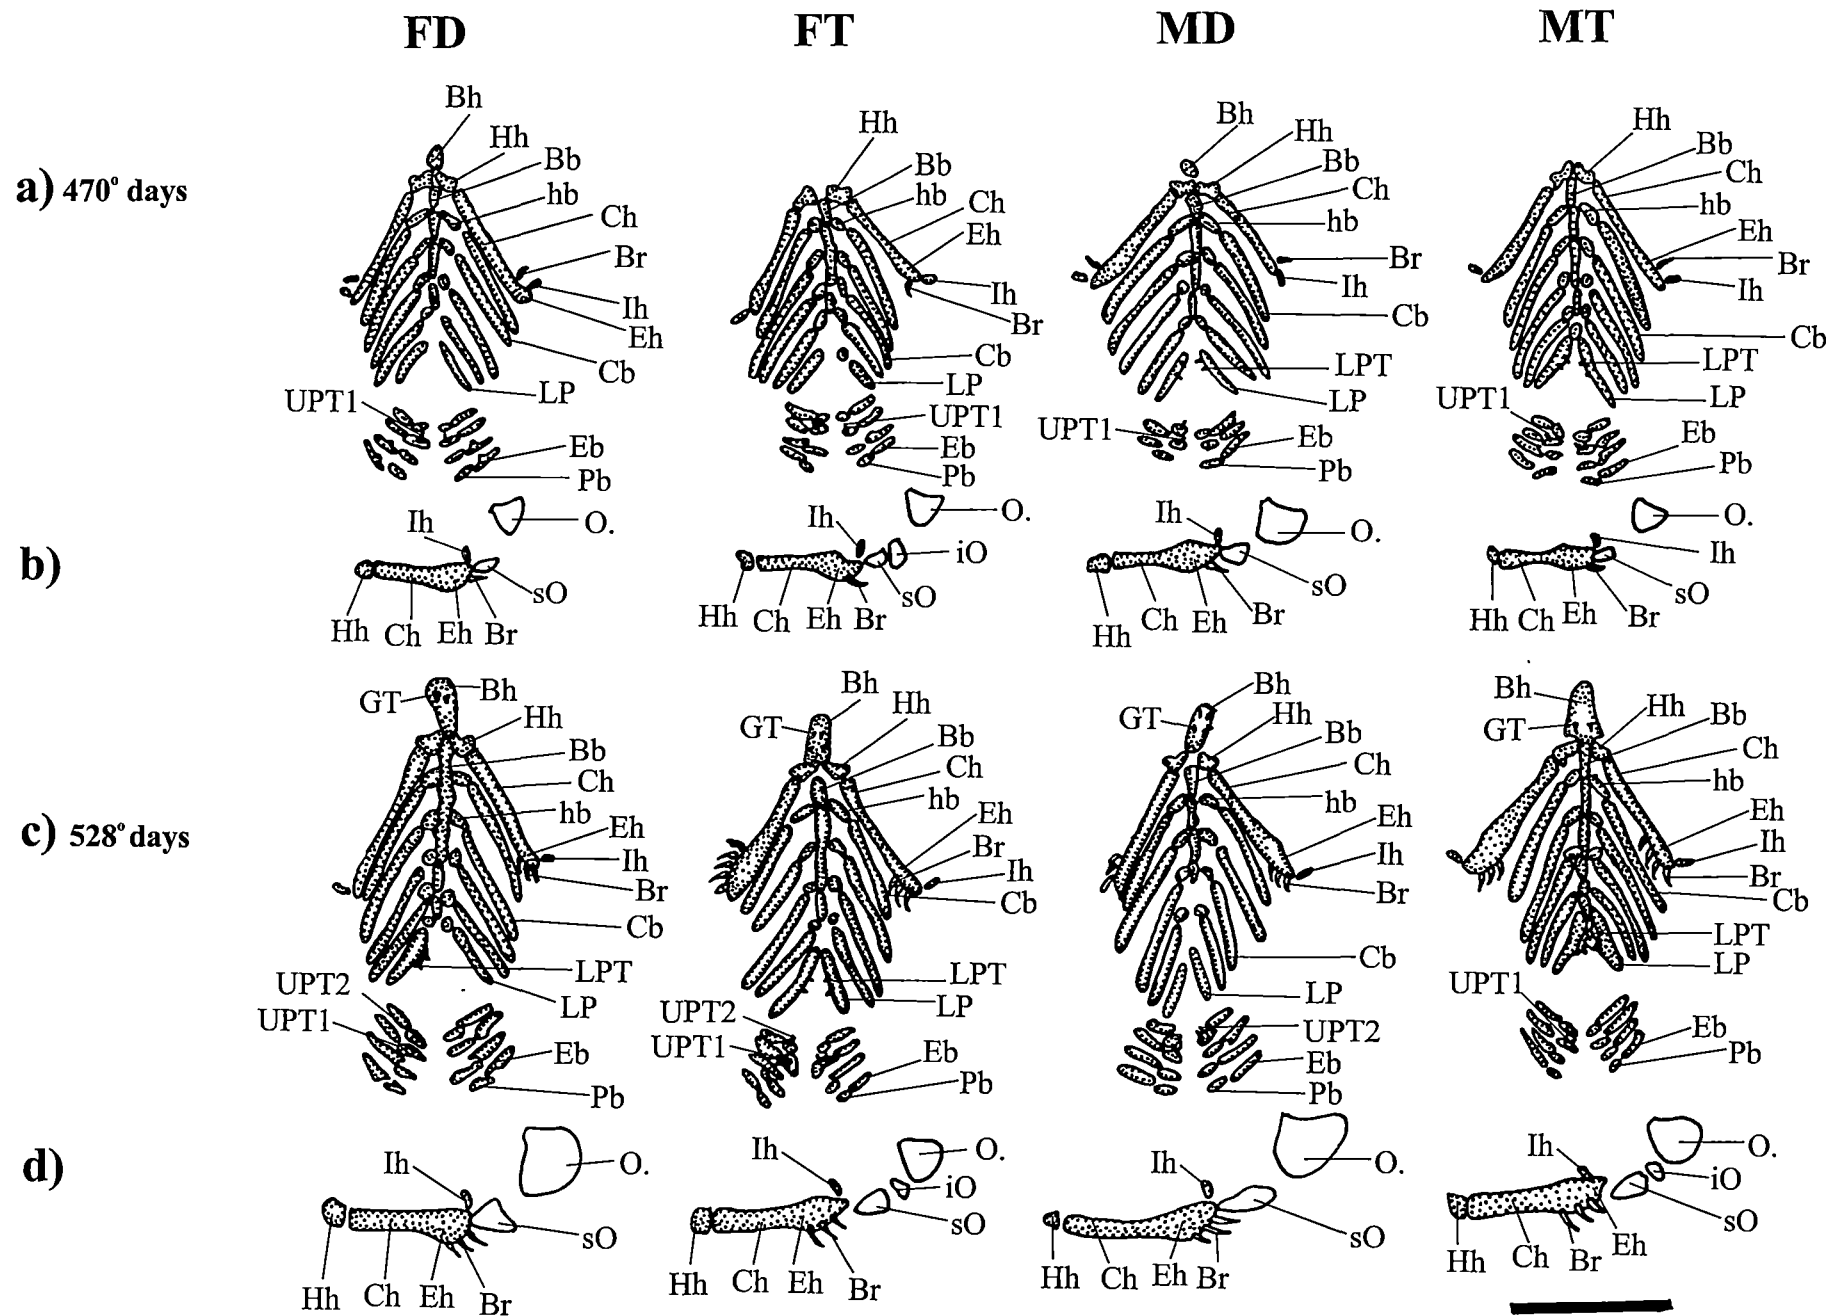 FD FT MD MT
a) 470° days
Bh
Hh
Bb
hb
Ch
Br
Ih
Eh
Cb
LP
UPT1
Eb
Pb
Hh
Bb
hb
Ch
Eh
Ih
Br
Cb
LP
UPT1
Eb
Pb
Bh
Hh
Bb
Ch
hb
Br
Ih
Cb
LPT
LP
UPT1
Eb
Pb
Hh
Bb
Ch
hb
Eh
Br
Ih
Cb
LPT
LP
UPT1
Eb
Pb
b)
Ih
O.
sO
Hh Ch Eh Br
Ih
O.
iO
sO
Hh Ch Eh Br
Ih
O.
sO
Hh Ch Eh Br
O.
Ih
sO
Hh Ch Eh Br
c) 528° days
GT
Bh
Hh
Bb
Ch
hb
Eh
Ih
Br
Cb
LPT
LP
UPT2
UPT1
Eb
Pb
Bh
GT
Hh
Bb
Ch
hb
Eh
Br
Ih
Cb
LPT
LP
UPT2
UPT1
Eb
Pb
Bh
GT
Hh
Bb
Ch
hb
Eh
Ih
Br
Cb
LP
UPT2
Eb
Pb
Bh
GT
Hh
Bb
Ch
hb
Eh
Ih
Br
Cb
LPT
LP
UPT1
Eb
Pb
d)
Ih
O.
sO
Hh Ch Eh Br
Ih
O.
iO
sO
Hh Ch Eh Br
Ih
O.
sO
Hh Ch Eh Br
Ih
O.
iO
sO
Hh Ch Br Eh